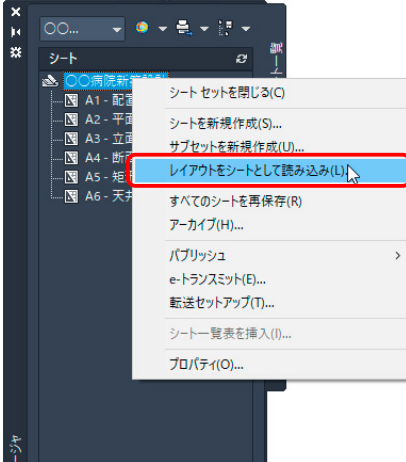 ○○...
シート
○○病院新築設計
シート セットを閉じる(C)
A1 - 配置
シートを新規作成(S)...
A2 - 平面
サブセットを新規作成(U)...
A3 - 立面
レイアウトをシートとして読み込み(L)...
A4 - 断面
A5 - 矩
すべてのシートを再保存(R)
A6 - 天井
アーカイブ(H)...
パブリッシュ
e-トランスミット(E)...
転送セットアップ(T)...
シート一覧表を挿入(I)...
プロパティ(O)...